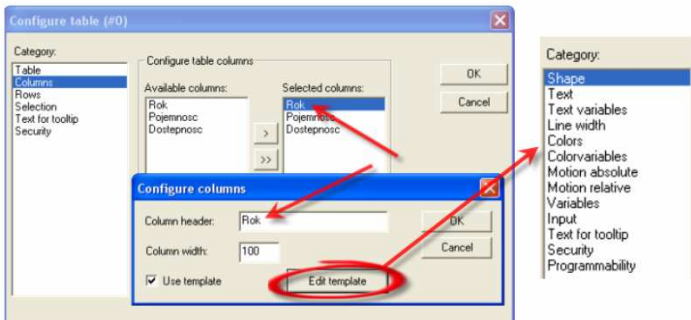 Configure table (#0)
Category:
Table
Columns
Rows
Selection
Text for tooltip
Security
Configure table columns
Available columns:
Rok
Pojemnosc
Dostepnosc
>
>>
Selected columns:
Rok
Pojemnosc
Dostepnosc
OK
Cancel
Configure columns
Column header:
Rok
Column width:
100
Use template
Edit template
OK
Cancel
Category:
Shape
Text
Text variables
Line width
Colors
Colorvariables
Motion absolute
Motion relative
Variables
Input
Text for tooltip
Security
Programmability